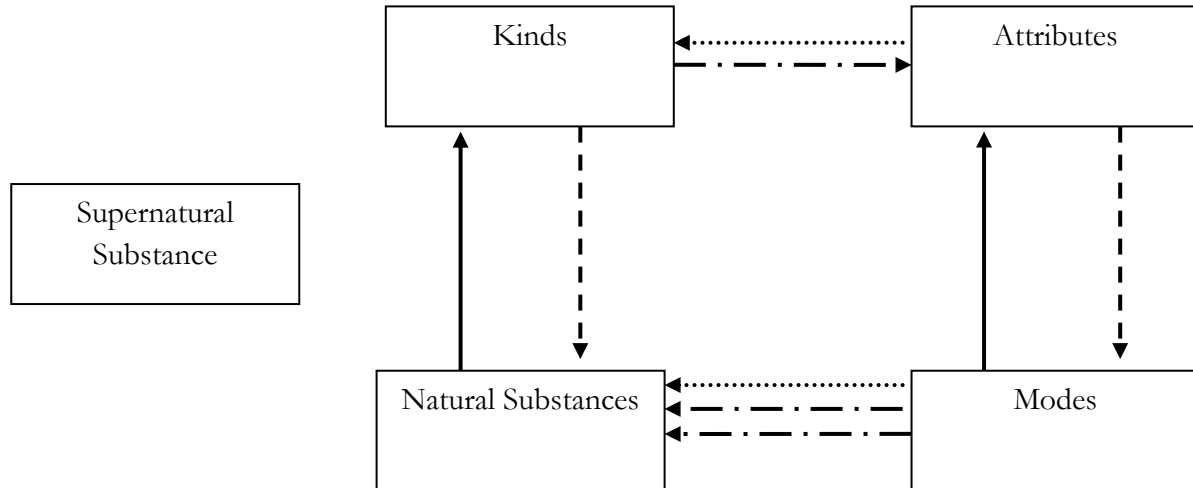 Kinds
Attributes
Supernatural
Substance
Natural Substances
Modes